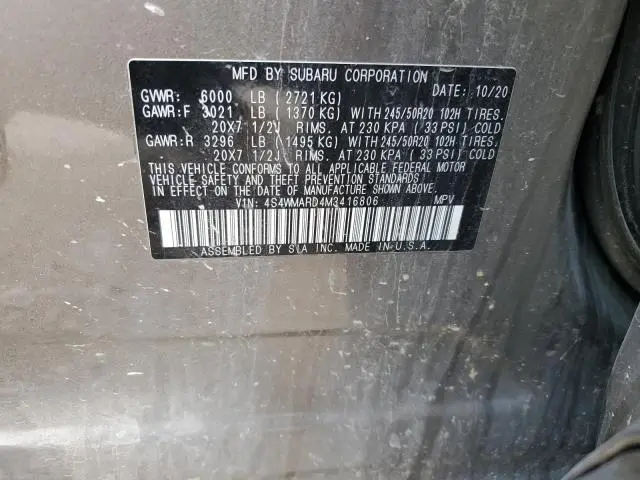 MFD BY SUBARU CORPORATION DATE: 10/20
GVWR: 6000 LB ( 2721 KG)
GAWR:F 3021 LB ( 1370 KG) WITH 245/50R20 102H TIRES.
20X7 1/2J RIMS. AT 230 KPA ( 33 PSI) COLD
GAWR:R 3296 LB ( 1495 KG) WITH 245/50R20 102H TIRES.
20X7 1/2J RIMS. AT 230 KPA ( 33 PSI) COLD
THIS VEHICLE CONFORMS TO ALL APPLICABLE FEDERAL MOTOR
VEHICLE SAFETY AND THEFT PREVENTION STANDARDS
IN EFFECT ON THE DATE OF MANUFACTURE SHOWN ABOVE.
VIN: 4S4WMARD4M3416806 MPV
ASSEMBLED BY SIA INC. MADE IN U.S.A.